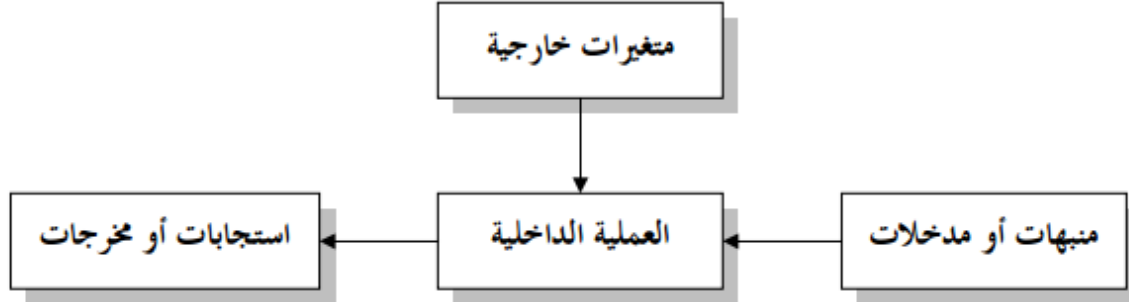 متغيرات خارجية
منبهات أو مدخلات
العملية الداخلية
استجابات أو مخرجات